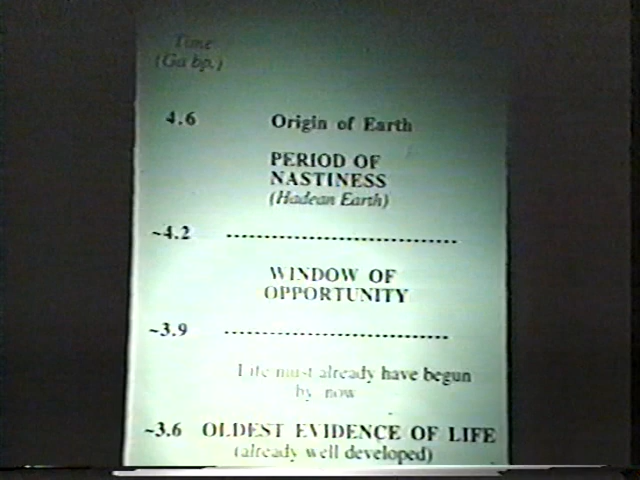 Time
(Ga bp.)
4.6 Origin of Earth
PERIOD OF
NASTINESS
(Hadean Earth)
~4.2 ................................
WINDOW OF
OPPORTUNITY
~3.9 ...............................
Life must already have begun
by now
~3.6 OLDEST EVIDENCE OF LIFE
(already well developed)